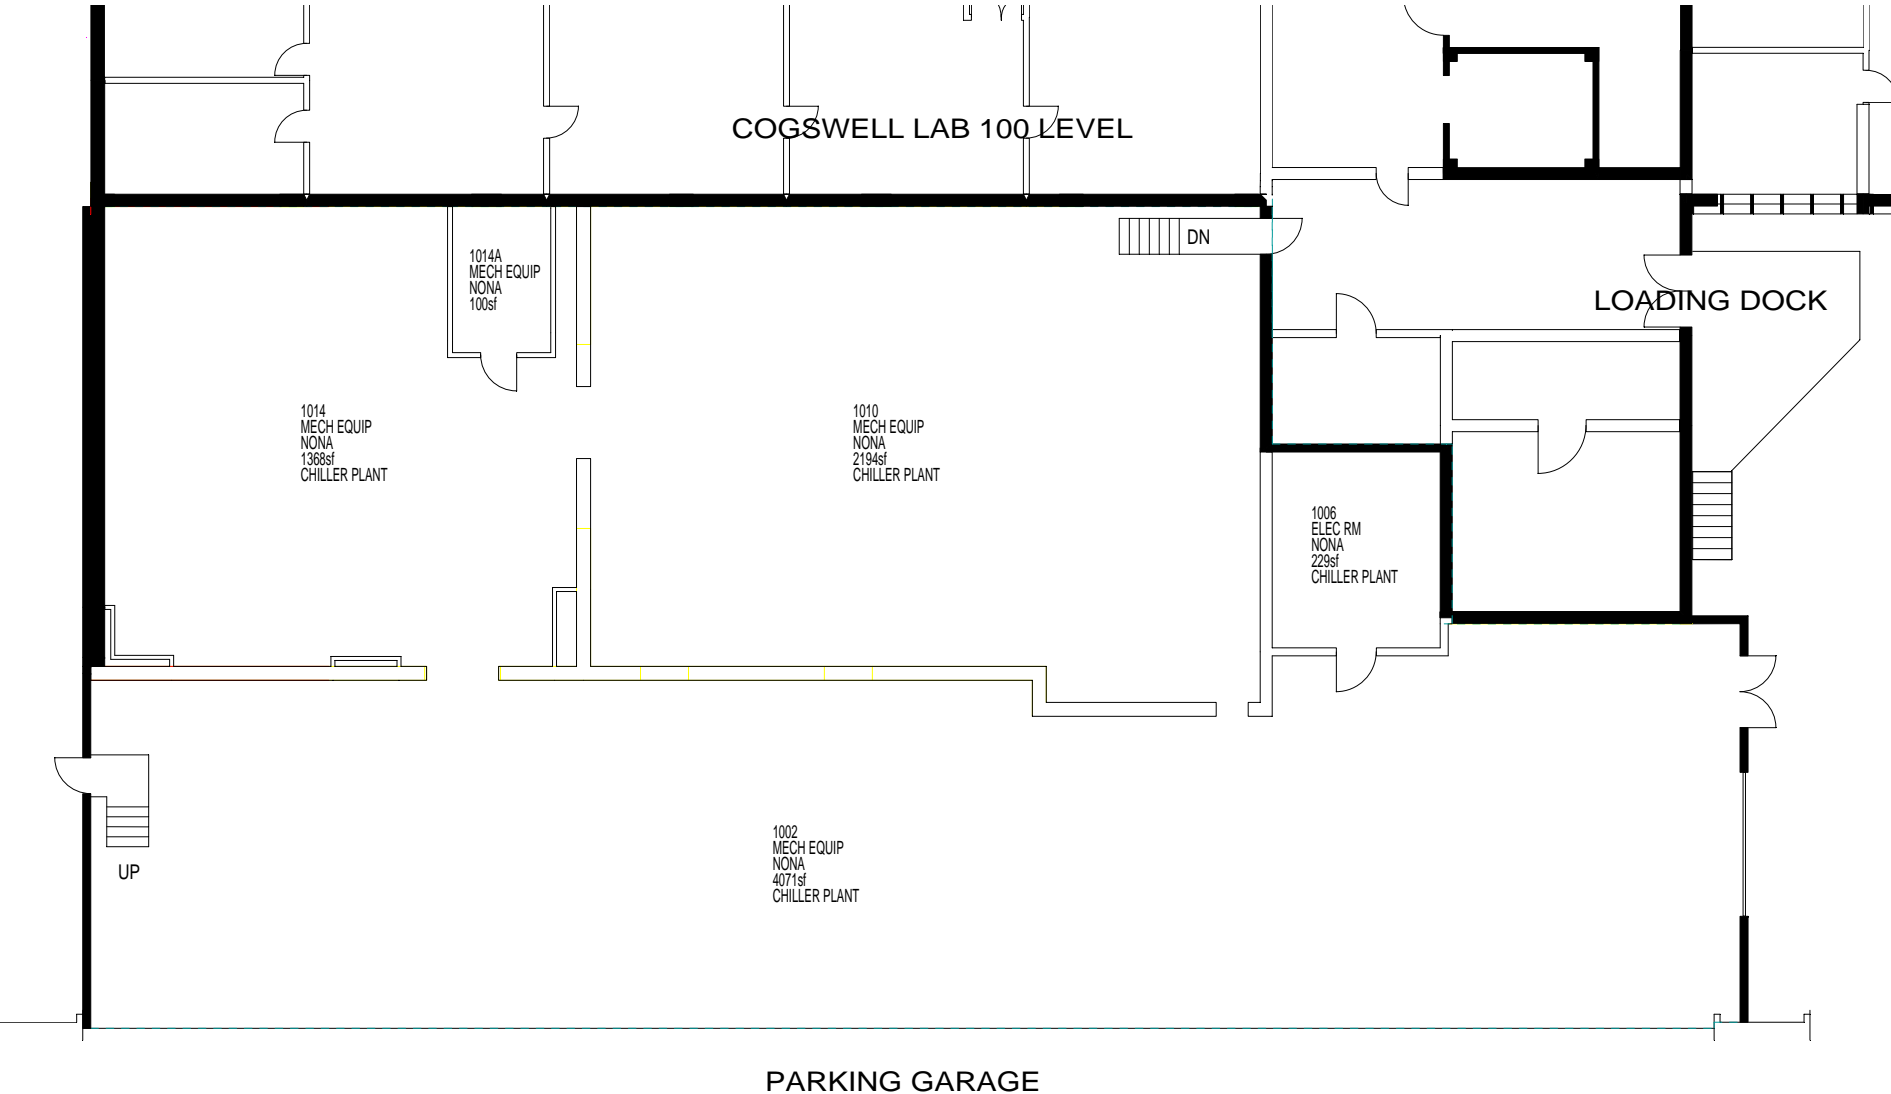 COGSWELL LAB 100 LEVEL
DN
1014A
MECH EQUIP
NONA
100sf
LOADING DOCK
1014
MECH EQUIP
NONA
1368sf
CHILLER PLANT
1010
MECH EQUIP
NONA
2194sf
CHILLER PLANT
1006
ELEC RM
NONA
229sf
CHILLER PLANT
1002
MECH EQUIP
NONA
4071sf
CHILLER PLANT
UP
PARKING GARAGE